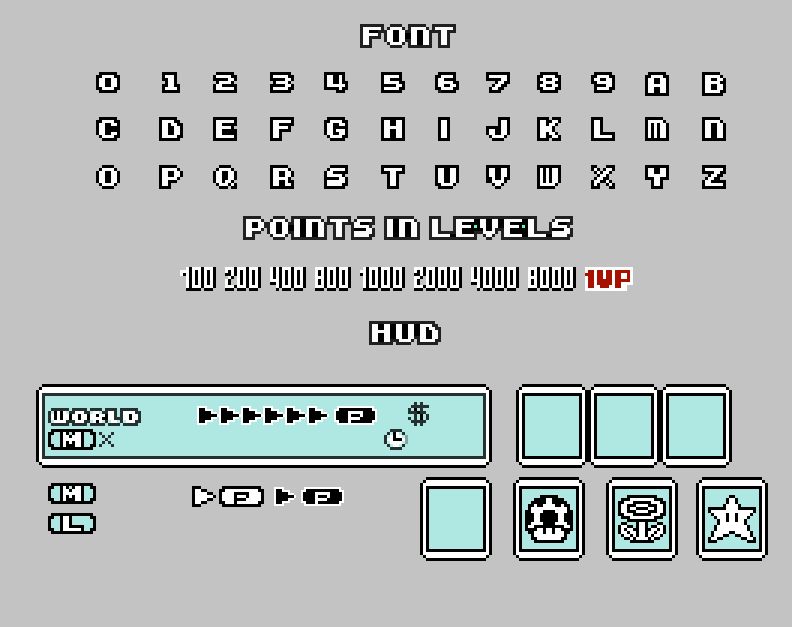 FONT
0 1 2 3 4 5 6 7 8 9 A B
C D E F G H I J K L M N
O P Q R S T U V W X Y Z
POINTS IN LEVELS
100 200 400 800 1000 2000 4000 8000 1UP
HUD
WORLD P $
M X
M P P
L